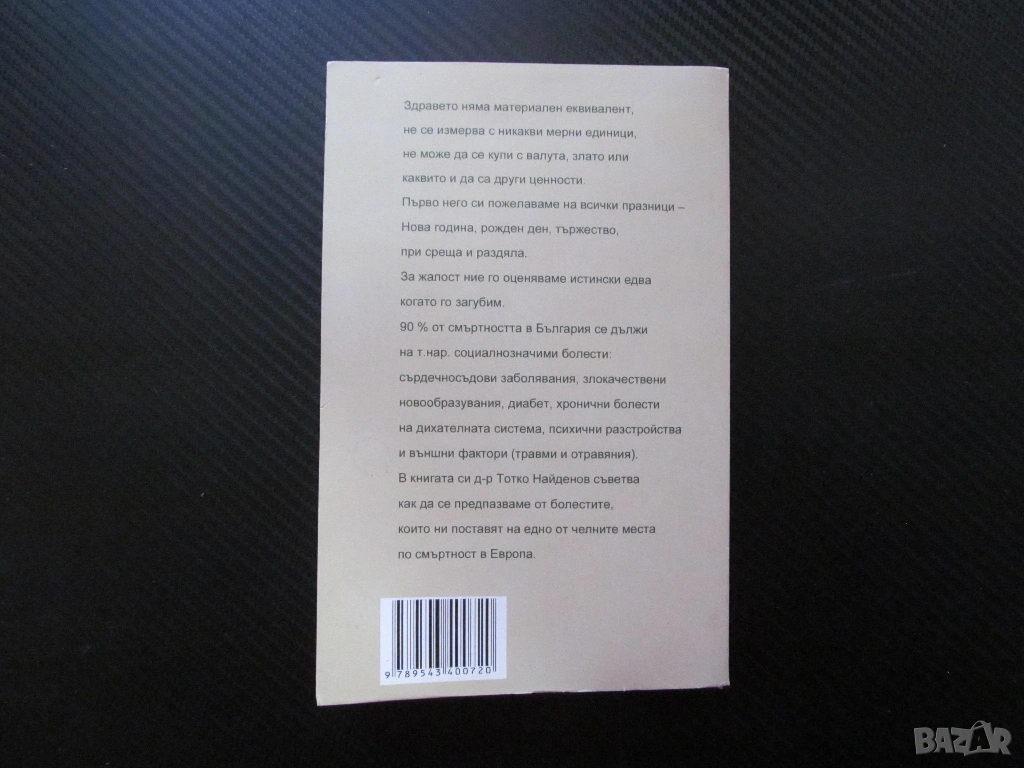 Здравето няма материален еквивалент,
не се измерва с никакви мерни единици,
не може да се купи с валута, злато или
каквито и да са други ценности.
Първо него си пожелаваме на всички празници –
Нова година, рожден ден, тържество,
при среща и раздяла.
За жалост ние го оценяваме истински едва
когато го загубим.
90 % от смъртността в България се дължи
на т.нар. социалнозначими болести:
сърдечносъдови заболявания, злокачествени
новообразувания, диабет, хронични болести
на дихателната система, психични разстройства
и външни фактори (травми и отравяния).
В книгата си д-р Тотко Найденов съветва
как да се предпазваме от болестите,
които ни поставят на едно от челните места
по смъртност в Европа.
9 789543 400720
BAZAR